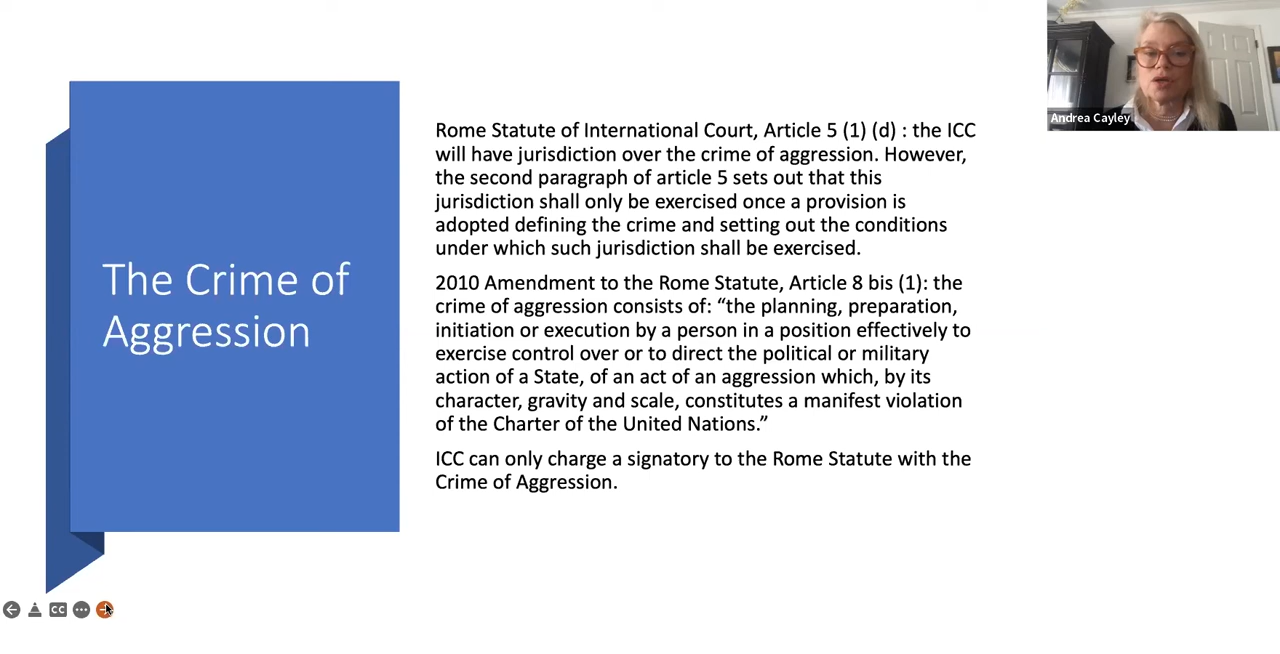 The Crime of
Aggression
Rome Statute of International Court, Article 5 (1) (d) : the ICC
will have jurisdiction over the crime of aggression. However,
the second paragraph of article 5 sets out that this
jurisdiction shall only be exercised once a provision is
adopted defining the crime and setting out the conditions
under which such jurisdiction shall be exercised.
2010 Amendment to the Rome Statute, Article 8 bis (1): the
crime of aggression consists of: “the planning, preparation,
initiation or execution by a person in a position effectively to
exercise control over or to direct the political or military
action of a State, of an act of an aggression which, by its
character, gravity and scale, constitutes a manifest violation
of the Charter of the United Nations.”
ICC can only charge a signatory to the Rome Statute with the
Crime of Aggression.
Andrea Cayley
CC